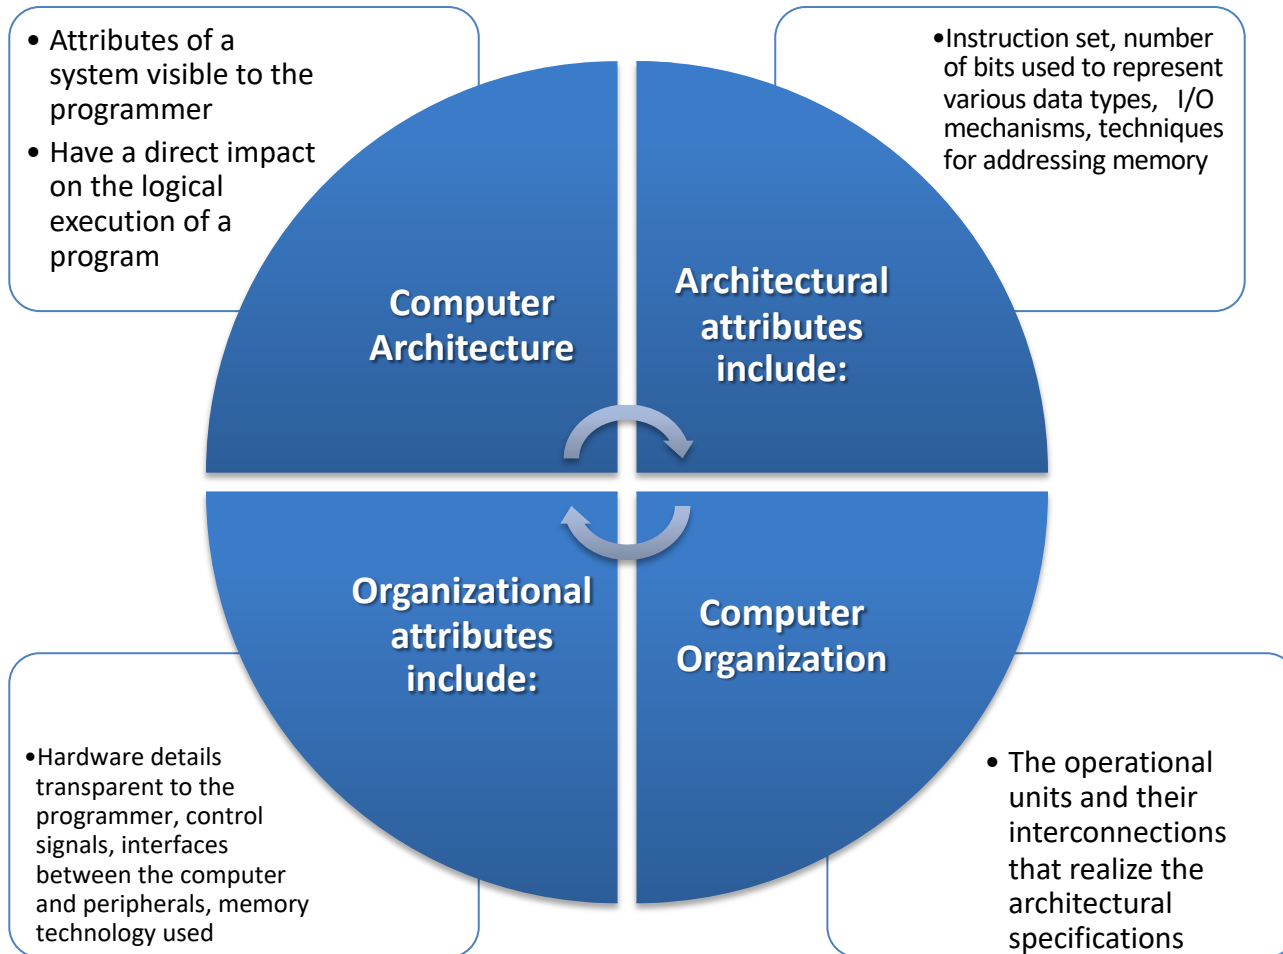 • Attributes of a
system visible to the
programmer
• Have a direct impact
on the logical
execution of a
program
•Instruction set, number
of bits used to represent
various data types, I/O
mechanisms, techniques
for addressing memory
Computer
Architecture
Architectural
attributes
include:
Organizational
attributes
include:
Computer
Organization
•Hardware details
transparent to the
programmer, control
signals, interfaces
between the computer
and peripherals, memory
technology used
• The operational
units and their
interconnections
that realize the
architectural
specifications